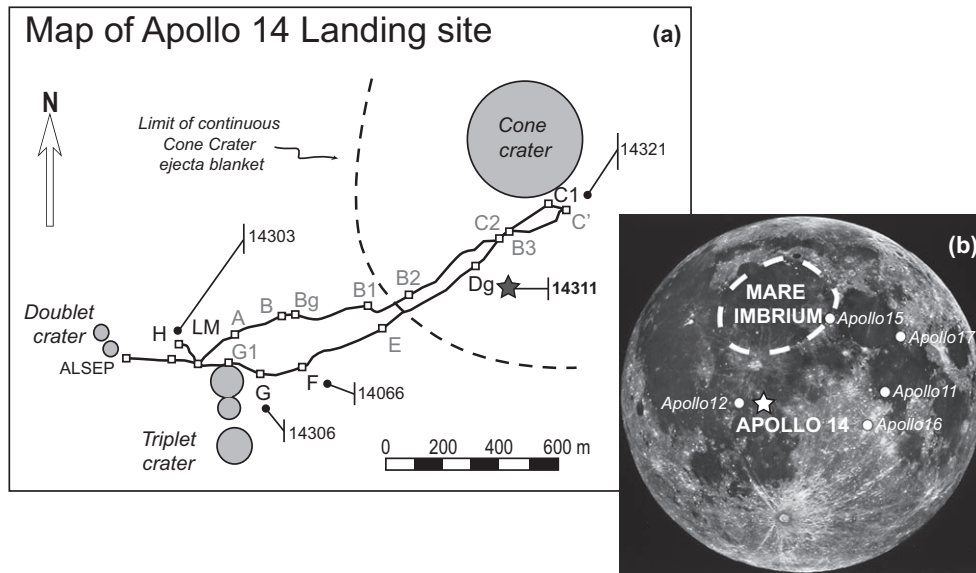 Map of Apollo 14 Landing site
(a)
N
Limit of continuous
Cone Crater
ejecta blanket
Cone
crater
14321
C1
C'
C2
B3
14303
B2
B1
Dg
14311
Bg
B
A
LM
H
Doublet
crater
G1
E
ALSEP
F
G
14066
14306
Triplet
crater
0
200
400
600 m
(b)
MARE
IMBRIUM
Apollo15
Apollo17
Apollo11
Apollo12
APOLLO 14
Apollo16